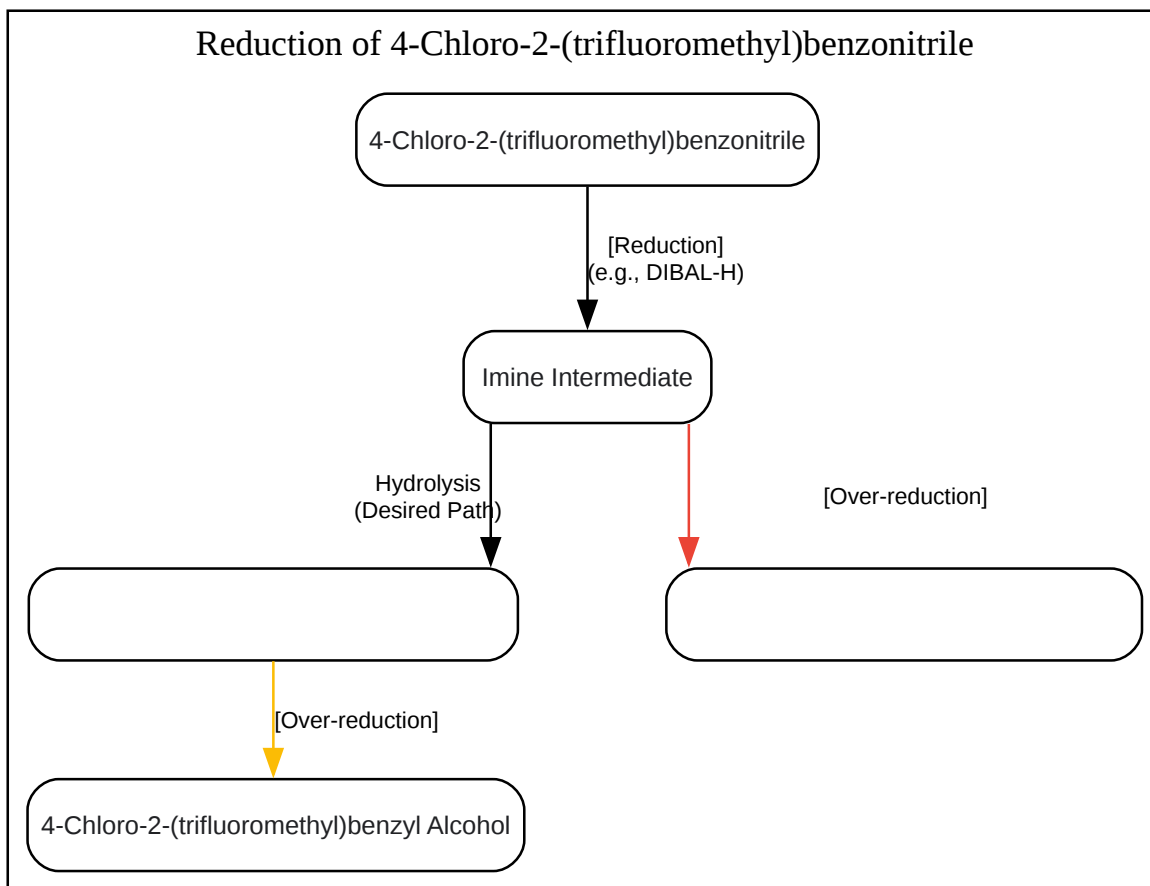 Reduction of 4-Chloro-2-(trifluoromethyl)benzonitrile
4-Chloro-2-(trifluoromethyl)benzonitrile
[Reduction]
(e.g., DIBAL-H)
Imine Intermediate
Hydrolysis
(Desired Path)
[Over-reduction]
[Over-reduction]
4-Chloro-2-(trifluoromethyl)benzyl Alcohol